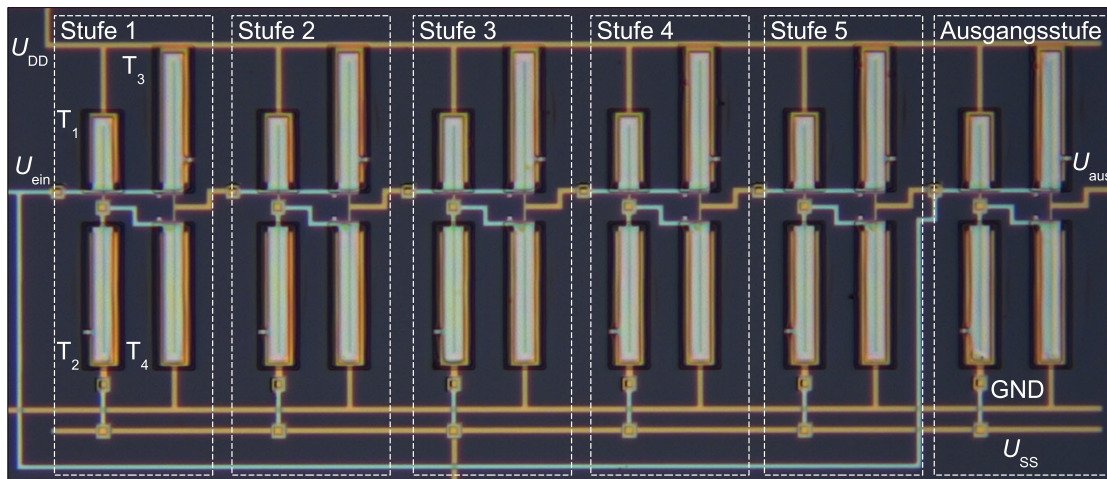 Stufe 1 Stufe 2 Stufe 3 Stufe 4 Stufe 5 Ausgangsstufe
UDD
T3
T1
Uein
Uaus
T2 T4
GND
USS